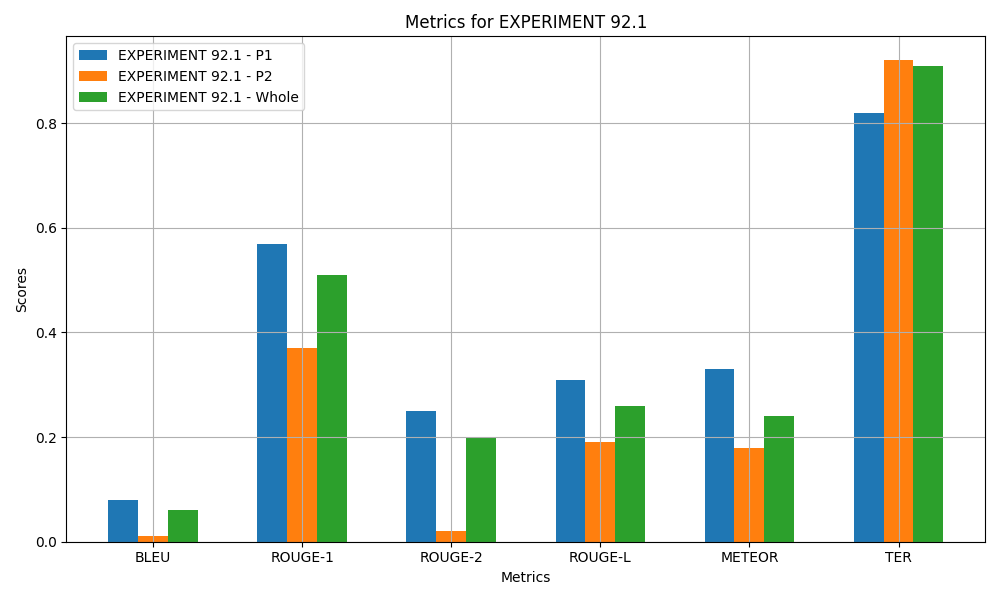 Metrics for EXPERIMENT 92.1
EXPERIMENT 92.1 - P1
EXPERIMENT 92.1 - P2
EXPERIMENT 92.1 - Whole
Scores
0.8
0.6
0.4
0.2
0.0
BLEU ROUGE-1 ROUGE-2 ROUGE-L METEOR TER
Metrics